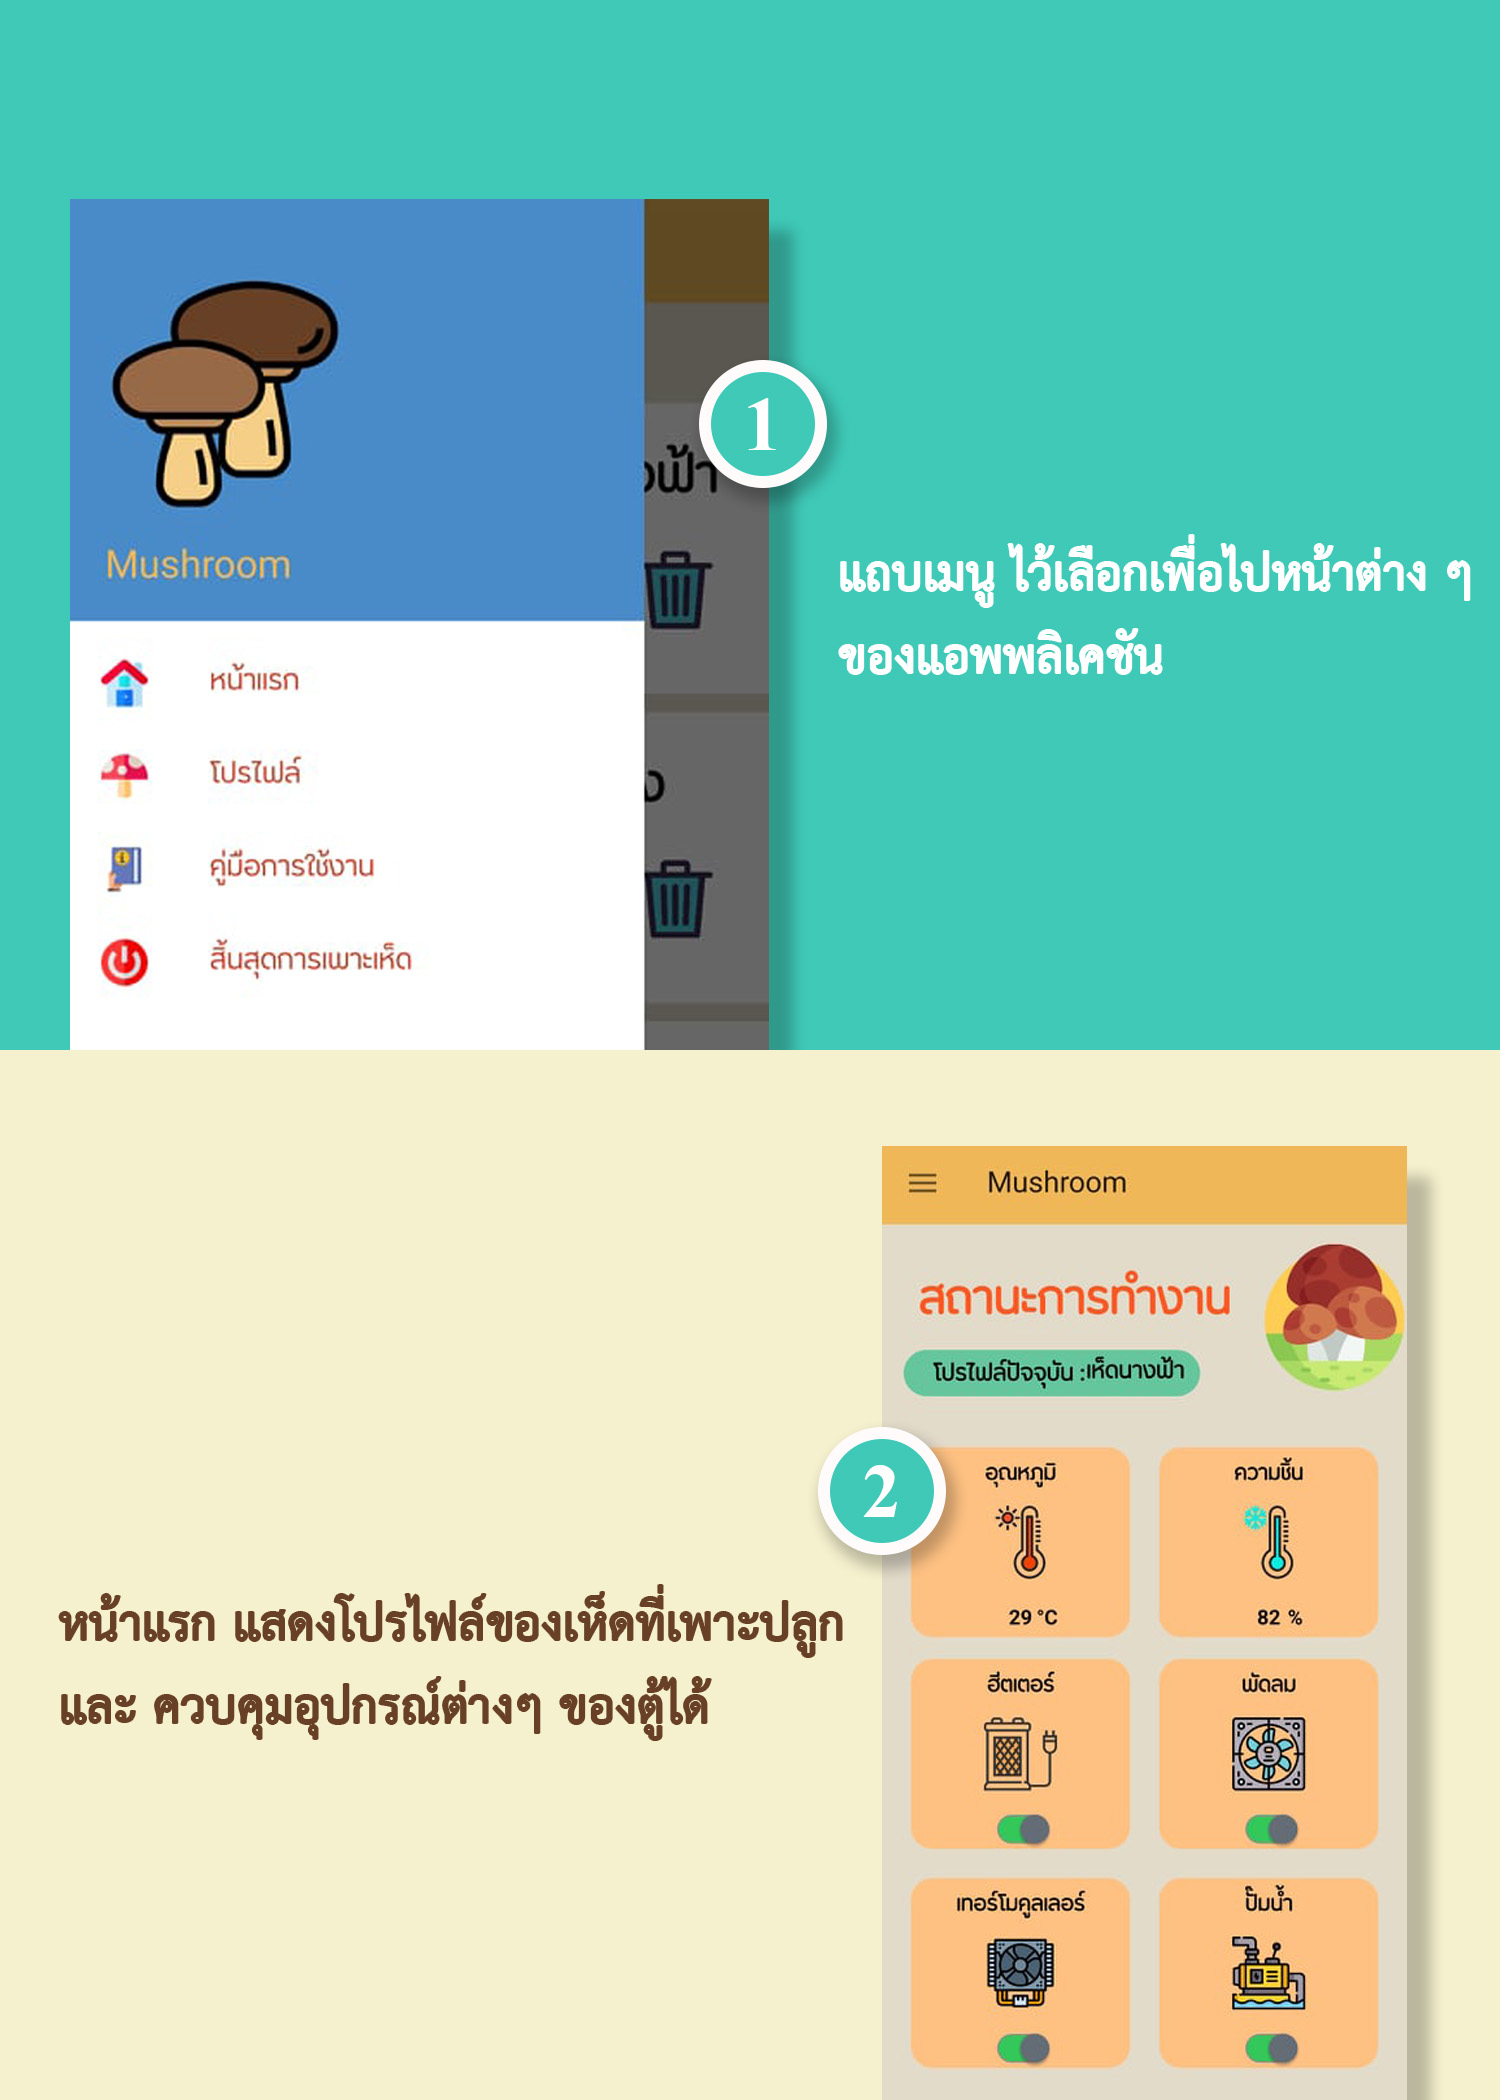 Mushroom
หน้าแรก
โปรไฟล์
คู่มือการใช้งาน
สิ้นสุดการเพาะเห็ด
1
แถบเมนู ไว้เลือกเพื่อไปหน้าต่าง ๆ
ของแอพพลิเคชัน
Mushroom
สถานะการทำงาน
โปรไฟล์ปัจจุบัน :เห็ดนางฟ้า
2
อุณหภูมิ
ความชื้น
29 °C
82 %
หน้าแรก แสดงโปรไฟล์ของเห็ดที่เพาะปลูก
และ ควบคุมอุปกรณ์ต่างๆ ของตู้ได้
ฮีตเตอร์
พัดลม
เทอร์โมคูลเลอร์
ปั๊มน้ำ